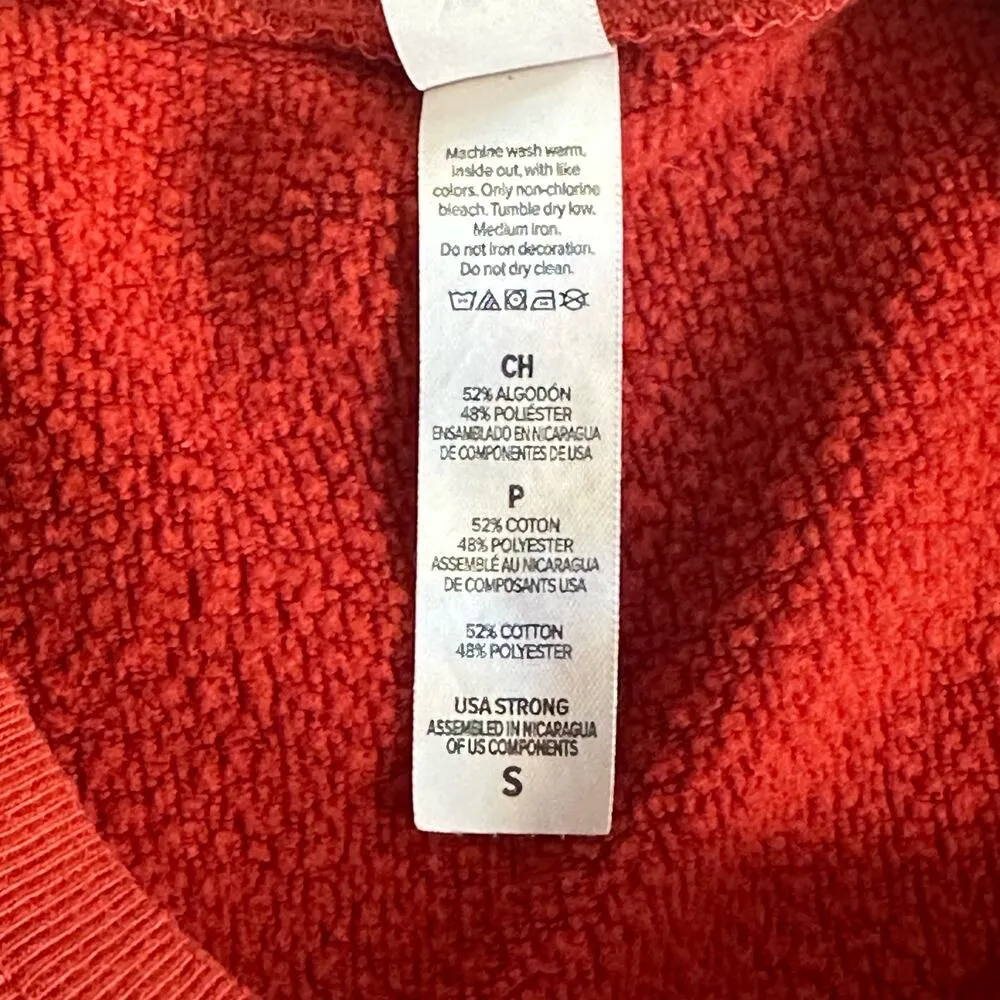 Machine wash warm,
inside out, with like
colors. Only non-chlorine
bleach. Tumble dry low.
Medium iron.
Do not iron decoration.
Do not dry clean.
CH
52% ALGODÓN
48% POLIÉSTER
ENSAMBLADO EN NICARAGUA
DE COMPONENTES DE USA
P
52% COTON
48% POLYESTER
ASSEMBLÉ AU NICARAGUA
DE COMPOSANTS USA
52% COTTON
48% POLYESTER
USA STRONG
ASSEMBLED IN NICARAGUA
OF US COMPONENTS
S